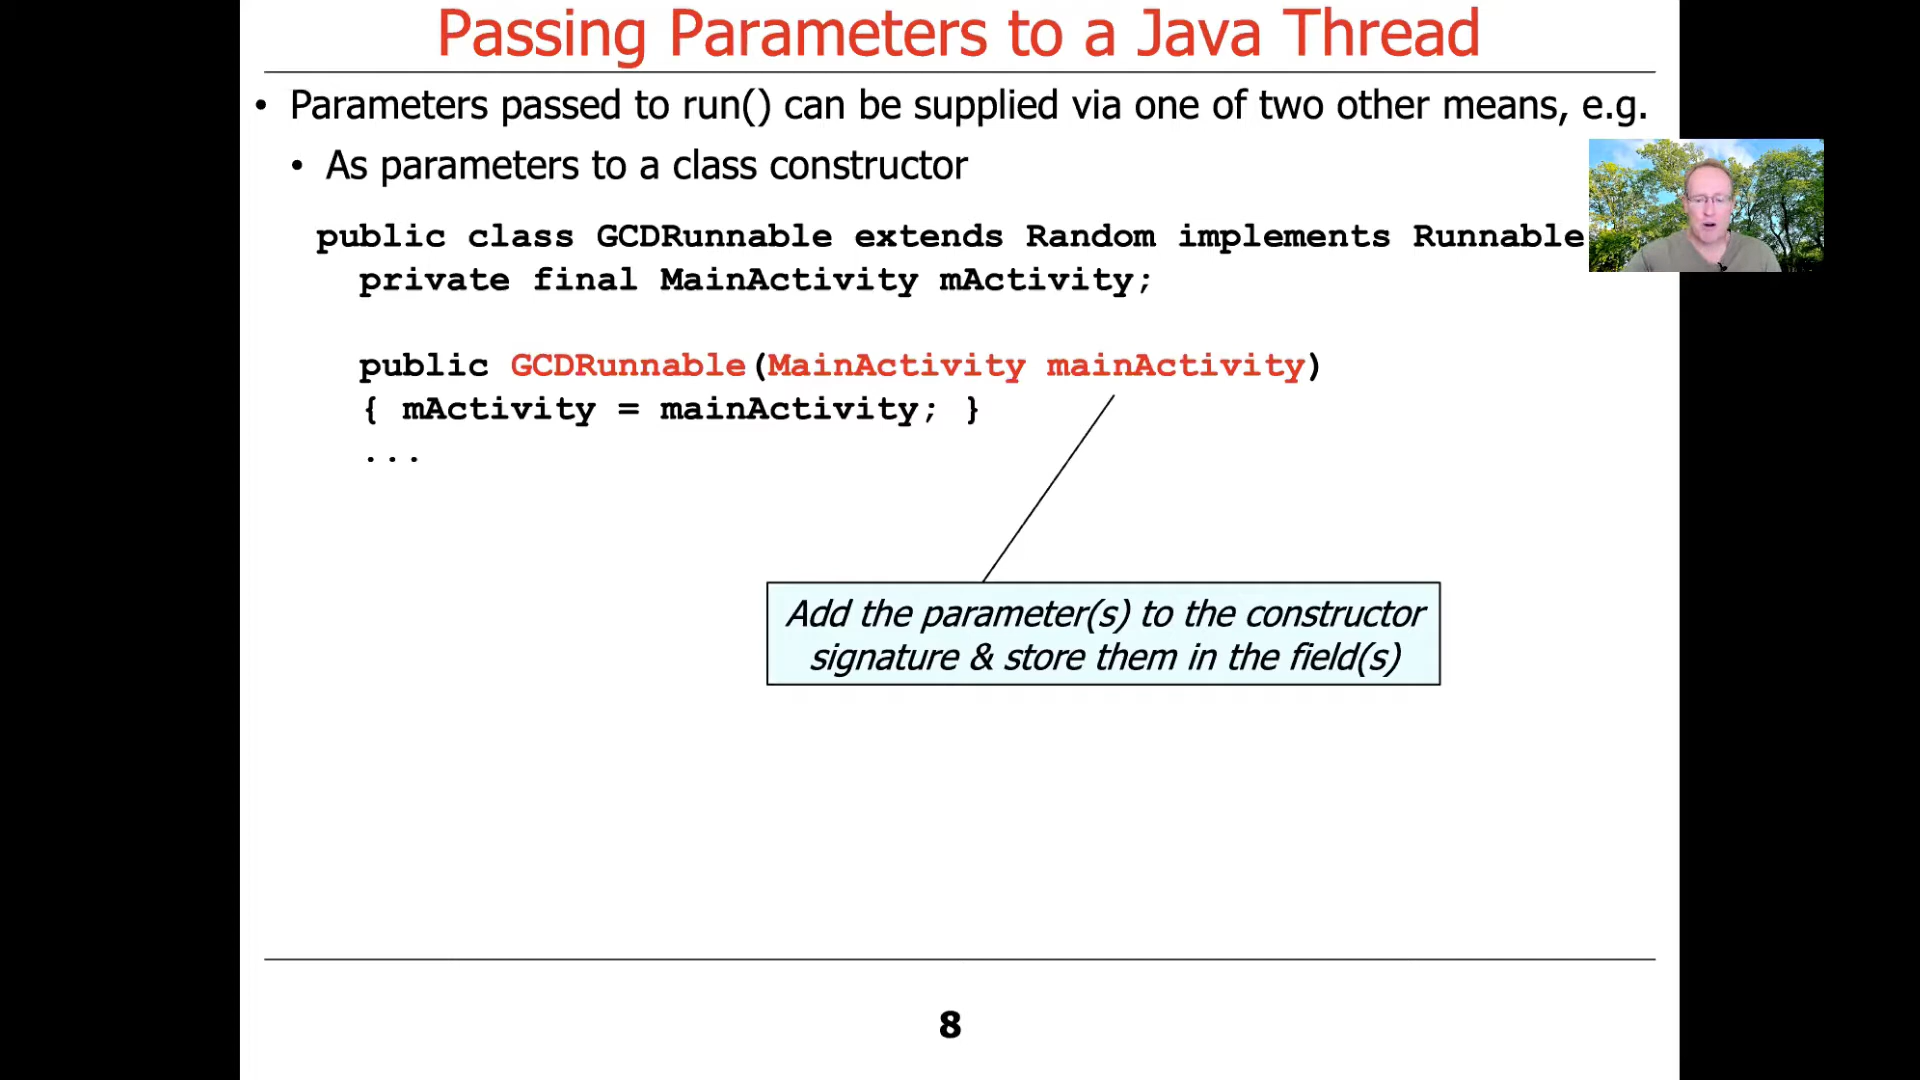 Passing Parameters to a Java Thread
• Parameters passed to run() can be supplied via one of two other means, e.g.
• As parameters to a class constructor
public class GCDRunnable extends Random implements Runnable
private final MainActivity mActivity;
public GCDRunnable(MainActivity mainActivity)
{ mActivity = mainActivity; }
...
Add the parameter(s) to the constructor
signature & store them in the field(s)
8